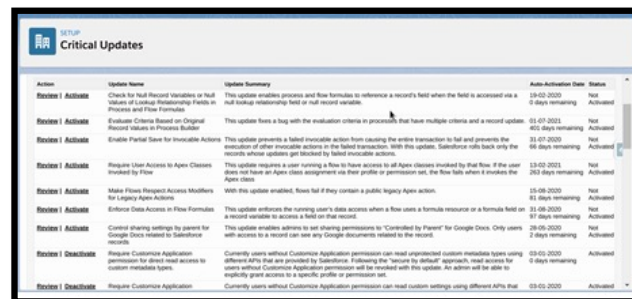 SETUP
Critical Updates
Action Update Name Update Summary Auto-Activation Date Status
Review | Activate Check for Null Record Variables or Null This update enables process and flow formulas to reference a record's field when the field is accessed via a 19-02-2020 Not
Values of Lookup Relationship Fields in null lookup relationship field or null record variable. 0 days remaining Activated
Process and Flow Formulas
Review | Activate Evaluate Criteria Based on Original This update fixes a bug with the evaluation criteria in processes that have multiple criteria and a record update. 01-07-2021 Not
Record Values in Process Builder 401 days remaining Activated
Review | Activate Enable Partial Save for Invocable Actions This update prevents a failed invocable action from causing the entire transaction to fail and prevents the 31-07-2020 Not
execution of other invocable actions in the failed transaction. With this update, Salesforce rolls back only the 66 days remaining Activated
records whose updates get blocked by failed invocable actions.
Review | Activate Require User Access to Apex Classes This update requires a user running a flow to have access to all Apex classes invoked by that flow. If the user 13-02-2021 Not
Invoked by Flow does not have an Apex class assignment via their profile or permission set, the flow fails when it invokes the 263 days remaining Activated
Apex class.
Review | Activate Make Flows Respect Access Modifiers With this update enabled, flows fail if they contain a public legacy Apex action. 15-08-2020 Not
for Legacy Apex Actions 81 days remaining Activated
Review | Activate Enforce Data Access in Flow Formulas This update enforces the running user's data access when a flow uses a formula resource or a formula field on 31-08-2020 Not
a record variable to access a field on that record. 97 days remaining Activated
Review | Activate Control sharing settings by parent for This update enables admins to set sharing permissions to "Controlled by Parent" for Google Docs. Only users 28-05-2020 Not
Google Docs related to Salesforce with access to a record can see any Google documents related to the record. 2 days remaining Activated
records
Review | Deactivate Require Customize Application Currently users without Customize Application permission can read unprotected custom metadata types using 03-01-2020 Activated
permission for direct read access to different APIs that are provided by Salesforce. Following the "secure by default" approach, read access for 0 days remaining
custom metadata types. users without Customize Application permission will be revoked with this update. An admin will be able to
explicitly grant access to a specific profile or permission set.
Review | Deactivate Require Customize Application Currently users without Customize Application permission can read custom settings using different APIs that 03-01-2020 Activated